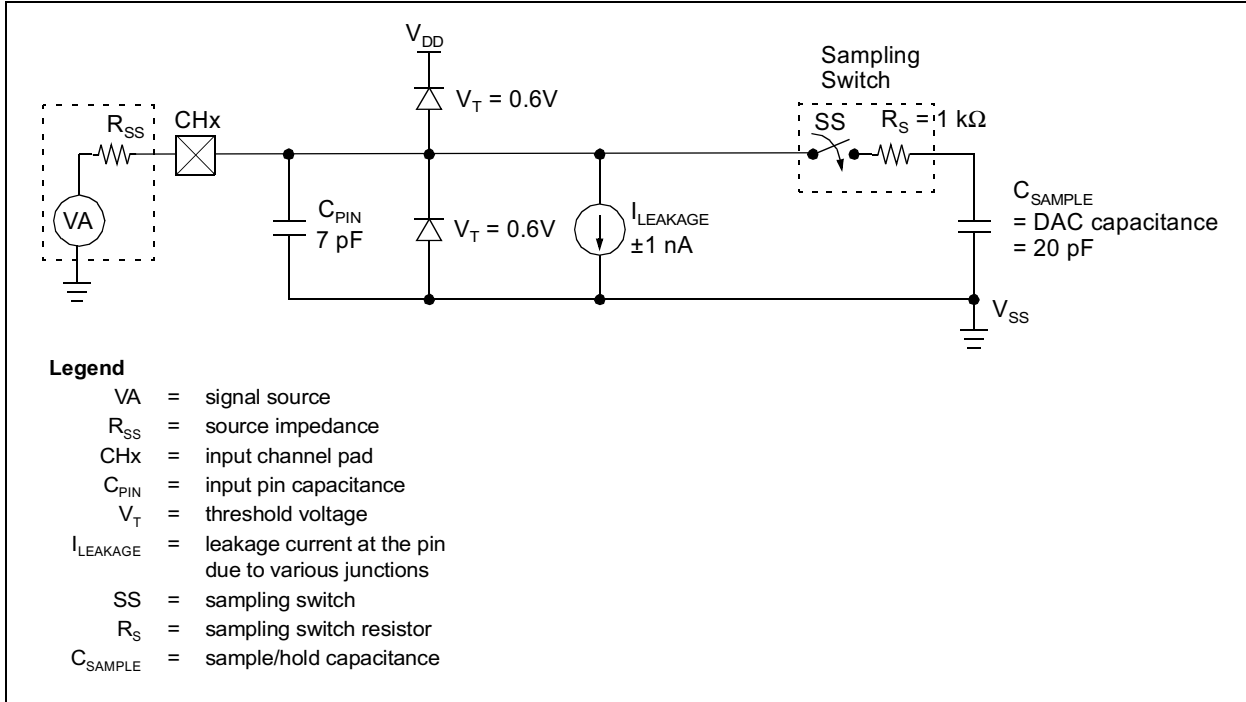 V_DD
Sampling
Switch
R_SS
CHx
V_T = 0.6V
SS
R_S = 1 kΩ
VA
C_PIN
7 pF
V_T = 0.6V
I_LEAKAGE
±1 nA
C_SAMPLE
= DAC capacitance
= 20 pF
V_SS
Legend
VA = signal source
R_SS = source impedance
CHx = input channel pad
C_PIN = input pin capacitance
V_T = threshold voltage
I_LEAKAGE = leakage current at the pin
due to various junctions
SS = sampling switch
R_S = sampling switch resistor
C_SAMPLE = sample/hold capacitance